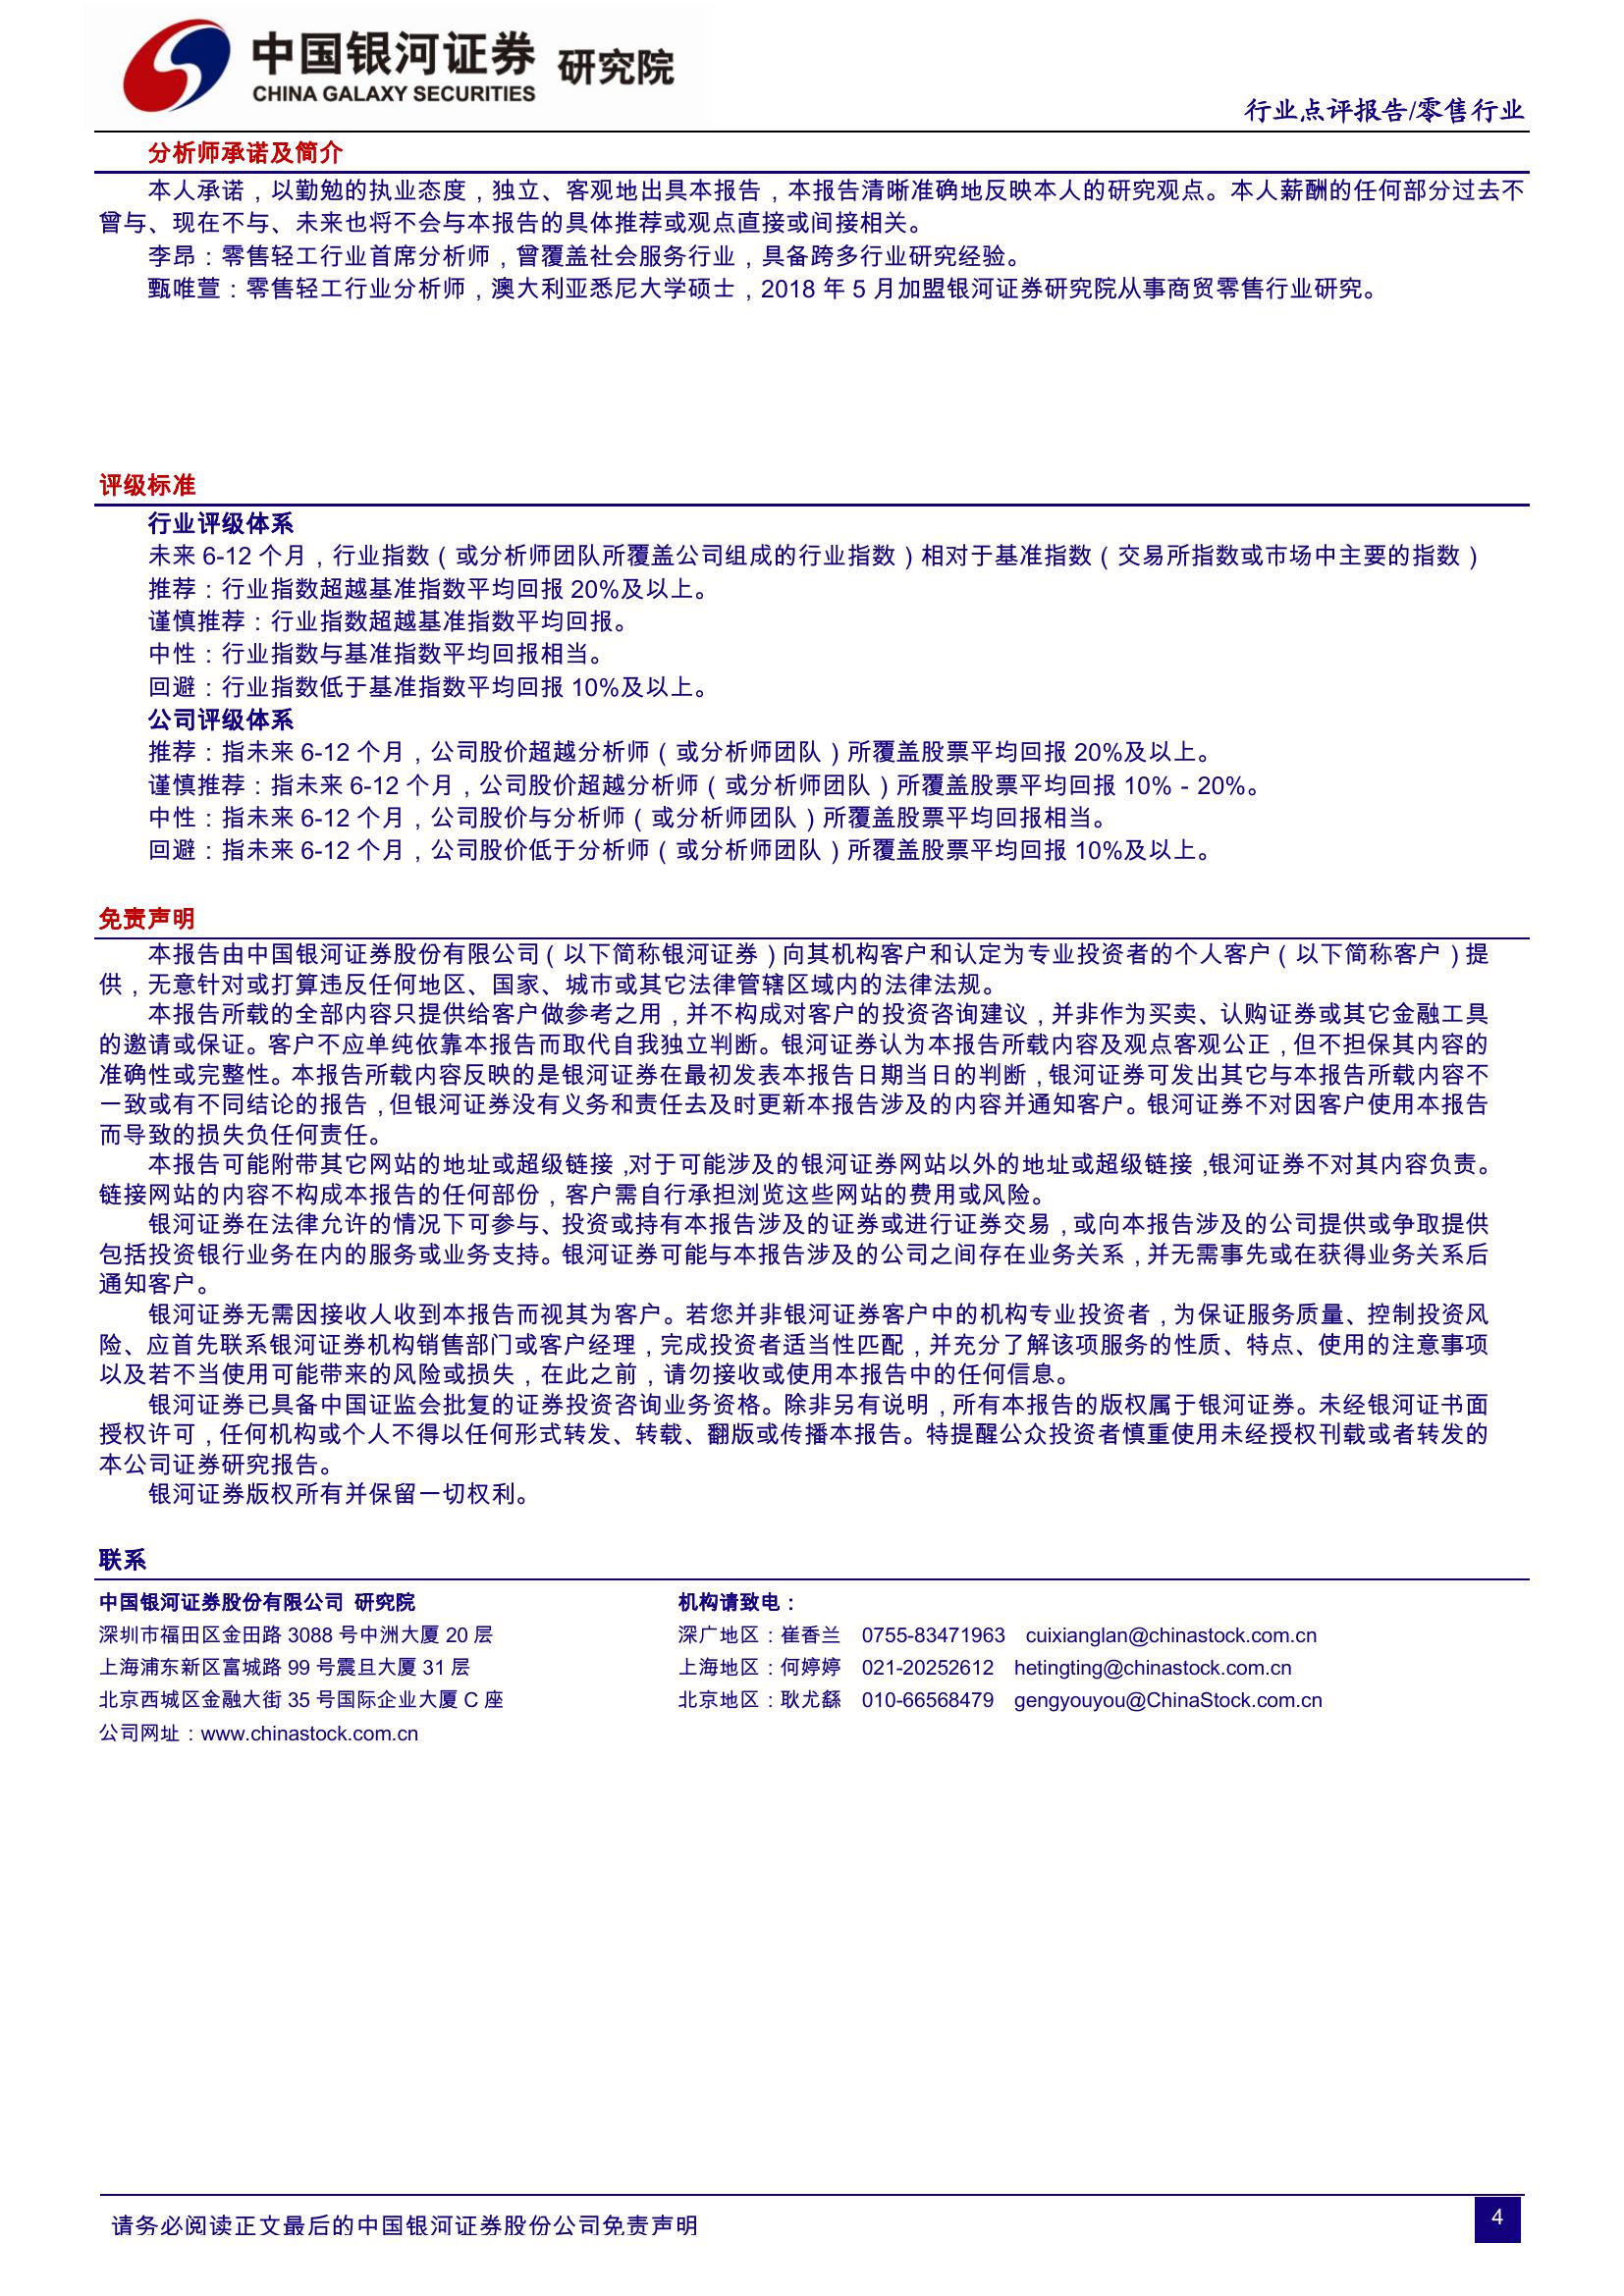 中国银河证券 研究院
CHINA GALAXY SECURITIES
行业点评报告/零售行业
分析师承诺及简介
本人承诺，以勤勉的执业态度，独立、客观地出具本报告，本报告清晰准确地反映本人的研究观点。本人薪酬的任何部分过去不
曾与、现在不与、未来也将不会与本报告的具体推荐或观点直接或间接相关。
李昂：零售轻工行业首席分析师，曾覆盖社会服务行业，具备跨多行业研究经验。
甄唯萱：零售轻工行业分析师，澳大利亚悉尼大学硕士，2018 年 5 月加盟银河证券研究院从事商贸零售行业研究。
评级标准
行业评级体系
未来 6-12 个月，行业指数（或分析师团队所覆盖公司组成的行业指数）相对于基准指数（交易所指数或市场中主要的指数）
推荐：行业指数超越基准指数平均回报 20%及以上。
谨慎推荐：行业指数超越基准指数平均回报。
中性：行业指数与基准指数平均回报相当。
回避：行业指数低于基准指数平均回报 10%及以上。
公司评级体系
推荐：指未来 6-12 个月，公司股价超越分析师（或分析师团队）所覆盖股票平均回报 20%及以上。
谨慎推荐：指未来 6-12 个月，公司股价超越分析师（或分析师团队）所覆盖股票平均回报 10%－20%。
中性：指未来 6-12 个月，公司股价与分析师（或分析师团队）所覆盖股票平均回报相当。
回避：指未来 6-12 个月，公司股价低于分析师（或分析师团队）所覆盖股票平均回报 10%及以上。
免责声明
本报告由中国银河证券股份有限公司（以下简称银河证券）向其机构客户和认定为专业投资者的个人客户（以下简称客户）提
供，无意针对或打算违反任何地区、国家、城市或其它法律管辖区域内的法律法规。
本报告所载的全部内容只提供给客户做参考之用，并不构成对客户的投资咨询建议，并非作为买卖、认购证券或其它金融工具
的邀请或保证。客户不应单纯依靠本报告而取代自我独立判断。银河证券认为本报告所载内容及观点客观公正，但不担保其内容的
准确性或完整性。本报告所载内容反映的是银河证券在最初发表本报告日期当日的判断，银河证券可发出其它与本报告所载内容不
一致或有不同结论的报告，但银河证券没有义务和责任去及时更新本报告涉及的内容并通知客户。银河证券不对因客户使用本报告
而导致的损失负任何责任。
本报告可能附带其它网站的地址或超级链接，对于可能涉及的银河证券网站以外的地址或超级链接，银河证券不对其内容负责。
链接网站的内容不构成本报告的任何部份，客户需自行承担浏览这些网站的费用或风险。
银河证券在法律允许的情况下可参与、投资或持有本报告涉及的证券或进行证券交易，或向本报告涉及的公司提供或争取提供
包括投资银行业务在内的服务或业务支持。银河证券可能与本报告涉及的公司之间存在业务关系，并无需事先或在获得业务关系后
通知客户。
银河证券无需因接收人收到本报告而视其为客户。若您并非银河证券客户中的机构专业投资者，为保证服务质量、控制投资风
险、应首先联系银河证券机构销售部门或客户经理，完成投资者适当性匹配，并充分了解该项服务的性质、特点、使用的注意事项
以及若不当使用可能带来的风险或损失，在此之前，请勿接收或使用本报告中的任何信息。
银河证券已具备中国证监会批复的证券投资咨询业务资格。除非另有说明，所有本报告的版权属于银河证券。未经银河证书面
授权许可，任何机构或个人不得以任何形式转发、转载、翻版或传播本报告。特提醒公众投资者慎重使用未经授权刊载或者转发的
本公司证券研究报告。
银河证券版权所有并保留一切权利。
联系
中国银河证券股份有限公司 研究院 机构请致电：
深圳市福田区金田路 3088 号中洲大厦 20 层 深广地区：崔香兰 0755-83471963 cuixianglan@chinastock.com.cn
上海浦东新区富城路 99 号震旦大厦 31 层 上海地区：何婷婷 021-20252612 hetingting@chinastock.com.cn
北京西城区金融大街 35 号国际企业大厦 C 座 北京地区：耿尤繇 010-66568479 gengyouyou@ChinaStock.com.cn
公司网址：www.chinastock.com.cn
请务必阅读正文最后的中国银河证券股份公司免责声明
4